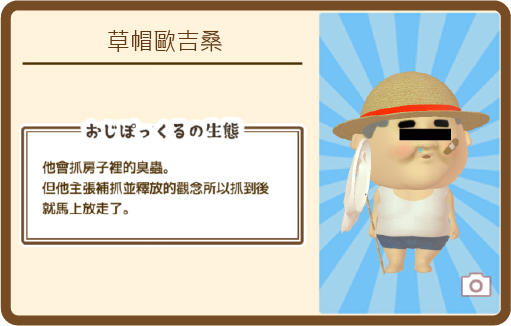 草帽歐吉桑
おじぽっくるの生態
他會抓房子裡的臭蟲。
但他主張補抓並釋放的觀念所以抓到後
就馬上放走了。